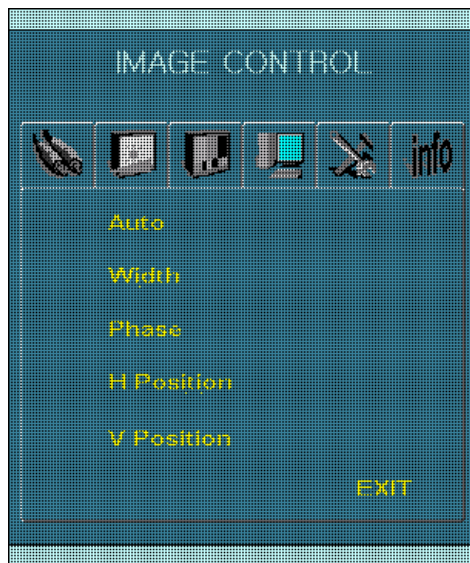 IMAGE CONTROL
info
Auto
Width
Phase
H Position
V Position
EXIT